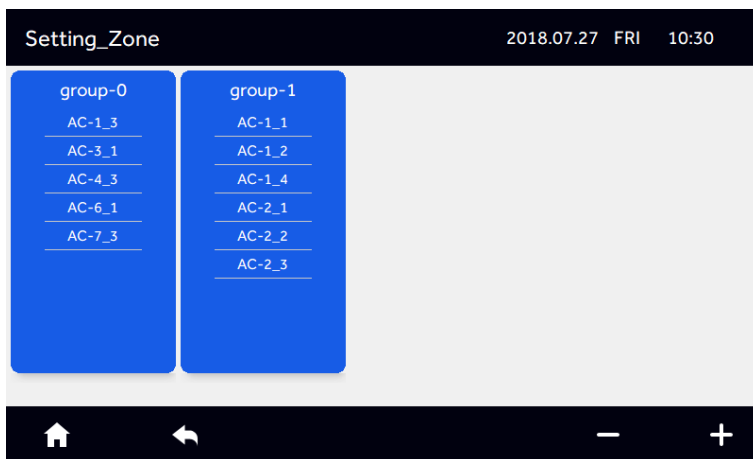 Setting_Zone 2018.07.27 FRI 10:30
group-0
AC-1_3
AC-3_1
AC-4_3
AC-6_1
AC-7_3
group-1
AC-1_1
AC-1_2
AC-1_4
AC-2_1
AC-2_2
AC-2_3